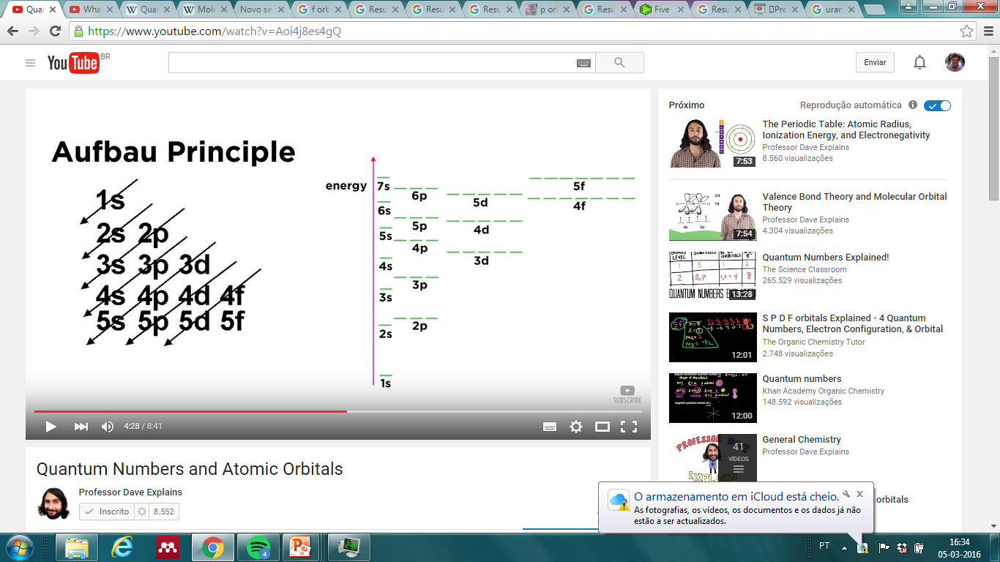 Quar
Wha
Quar
Mole
Novo se
f orb
Resu
Resu
Resu
p orl
Resu
Five
Resu
Pre
uran
https://www.youtube.com/watch?v=Aoi4j8es4gQ
YouTube BR
Enviar
Aufbau Principle
1s
2s 2p
3s 3p 3d
4s 4p 4d 4f
5s 5p 5d 5f
energy
7s
6p
5d
5f
6s
4f
5p
4d
5s
4p
3d
4s
3p
3s
2p
2s
1s
SUBSCRIBE
4:28 / 8:41
Quantum Numbers and Atomic Orbitals
Professor Dave Explains
Inscrito
8.552
Próximo
Reprodução automática
The Periodic Table: Atomic Radius,
Ionization Energy, and Electronegativity
Professor Dave Explains
8.560 visualizações
7:53
Valence Bond Theory and Molecular Orbital
Theory
Professor Dave Explains
4.304 visualizações
7:54
Quantum Numbers Explained!
The Science Classroom
265.529 visualizações
13:28
S P D F orbitals Explained - 4 Quantum
Numbers, Electron Configuration, & Orbital
The Organic Chemistry Tutor
2.748 visualizações
12:01
Quantum numbers
Khan Academy Organic Chemistry
148.592 visualizações
12:00
General Chemistry
Professor Dave Explains
41
VÍDEOS
orbitals
O armazenamento em iCloud está cheio.
As fotografias, os vídeos, os documentos e os dados já não
estão a ser actualizados.
4
PT
16:34
05-03-2016